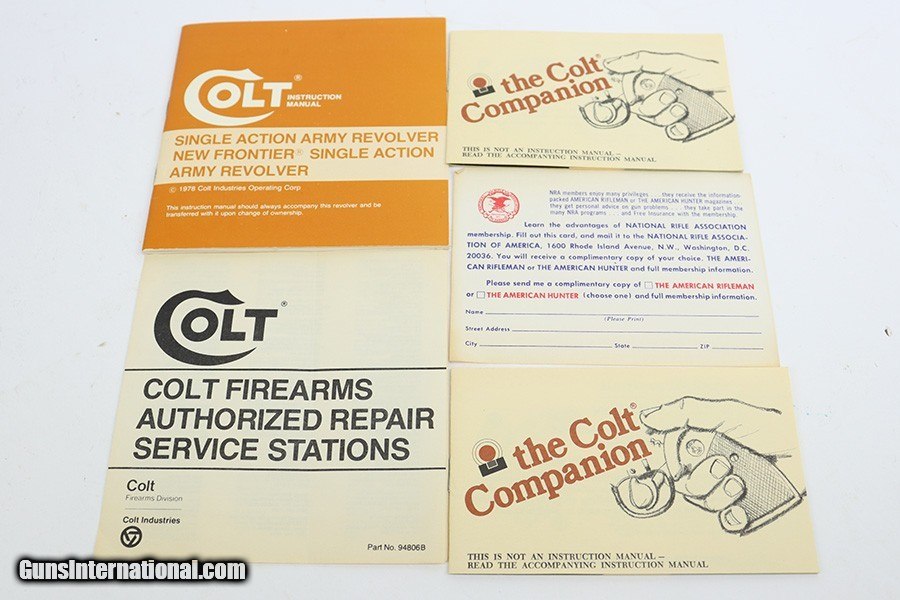 COLT®
INSTRUCTION
MANUAL
SINGLE ACTION ARMY REVOLVER
NEW FRONTIER® SINGLE ACTION
ARMY REVOLVER
© 1978 Colt Industries Operating Corp
This instruction manual should always accompany this revolver and be
transferred with it upon change of ownership.
the Colt®
Companion
THIS IS NOT AN INSTRUCTION MANUAL—
READ THE ACCOMPANYING INSTRUCTION MANUAL
NRA members enjoy many privileges . . . they receive the information-
packed AMERICAN RIFLEMAN or THE AMERICAN HUNTER magazines . . .
they get personal advice on gun problems . . . they take part in the
many NRA programs . . . and Free Insurance with the membership.
Learn the advantages of NATIONAL RIFLE ASSOCIATION
membership. Fill out this card, and mail it to the NATIONAL RIFLE ASSOCIA-
TION OF AMERICA, 1600 Rhode Island Avenue, N.W., Washington, D.C.
20036. You will receive a complimentary copy of your choice. THE AMERI-
CAN RIFLEMAN or THE AMERICAN HUNTER and full membership information.
Please send me a complimentary copy of THE AMERICAN RIFLEMAN
or THE AMERICAN HUNTER (choose one) and full membership information.
Name
(Please Print)
Street Address
City State ZIP
COLT®
COLT FIREARMS
AUTHORIZED REPAIR
SERVICE STATIONS
Colt
Firearms Division
Colt Industries
Part No. 94806B
the Colt®
Companion
THIS IS NOT AN INSTRUCTION MANUAL—
READ THE ACCOMPANYING INSTRUCTION MANUAL
GunsInternational.com